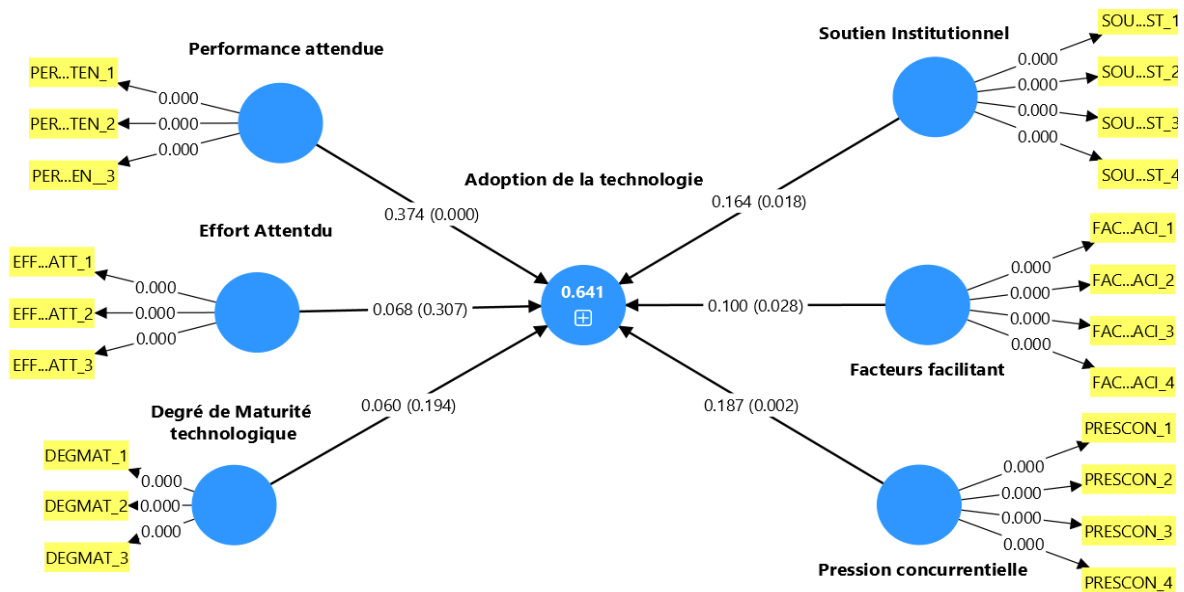 Performance attendue
PER...TEN_1
PER...TEN_2
PER...EN__3
0.000
0.000
0.000
0.374 (0.000)
Effort Attentdu
EFF...ATT_1
EFF...ATT_2
EFF...ATT_3
0.000
0.000
0.000
0.068 (0.307)
Degré de Maturité
technologique
DEGMAT_1
DEGMAT_2
DEGMAT_3
0.000
0.000
0.000
0.060 (0.194)
Adoption de la technologie
0.641
Soutien Institutionnel
SOU...ST_1
SOU...ST_2
SOU...ST_3
SOU...ST_4
0.000
0.000
0.000
0.000
0.164 (0.018)
FAC...ACI_1
FAC...ACI_2
FAC...ACI_3
FAC...ACI_4
0.000
0.000
0.000
0.000
0.100 (0.028)
Facteurs facilitant
PRESCON_1
PRESCON_2
PRESCON_3
PRESCON_4
0.000
0.000
0.000
0.000
0.187 (0.002)
Pression concurrentielle